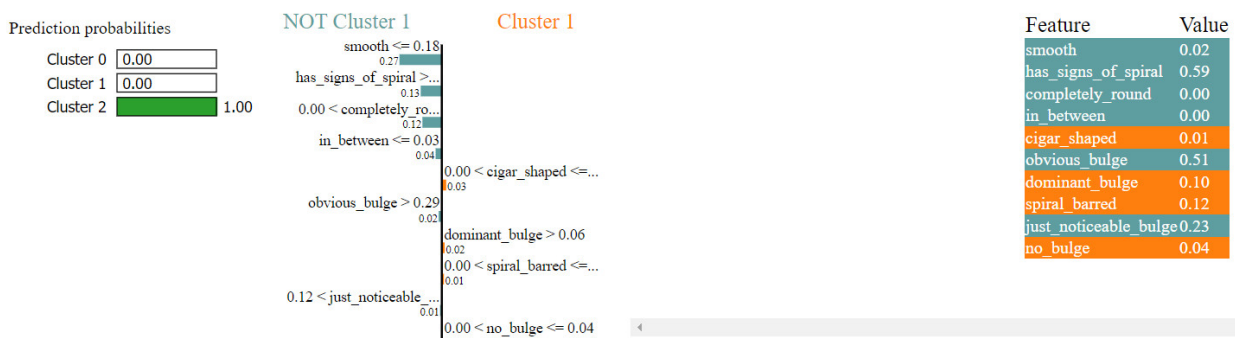 Prediction probabilities
Cluster 0 0.00
Cluster 1 0.00
Cluster 2 1.00
NOT Cluster 1 Cluster 1
smooth <= 0.18
0.27
has_signs_of_spiral >...
0.13
0.00 < completely_ro...
0.12
in_between <= 0.03
0.04
0.00 < cigar_shaped <=...
0.03
obvious_bulge > 0.29
0.02
dominant_bulge > 0.06
0.02
0.00 < spiral_barred <=...
0.01
0.12 < just_noticeable_...
0.01
0.00 < no_bulge <= 0.04
Feature Value
smooth 0.02
has_signs_of_spiral 0.59
completely_round 0.00
in_between 0.00
cigar_shaped 0.01
obvious_bulge 0.51
dominant_bulge 0.10
spiral_barred 0.12
just_noticeable_bulge 0.23
no_bulge 0.04